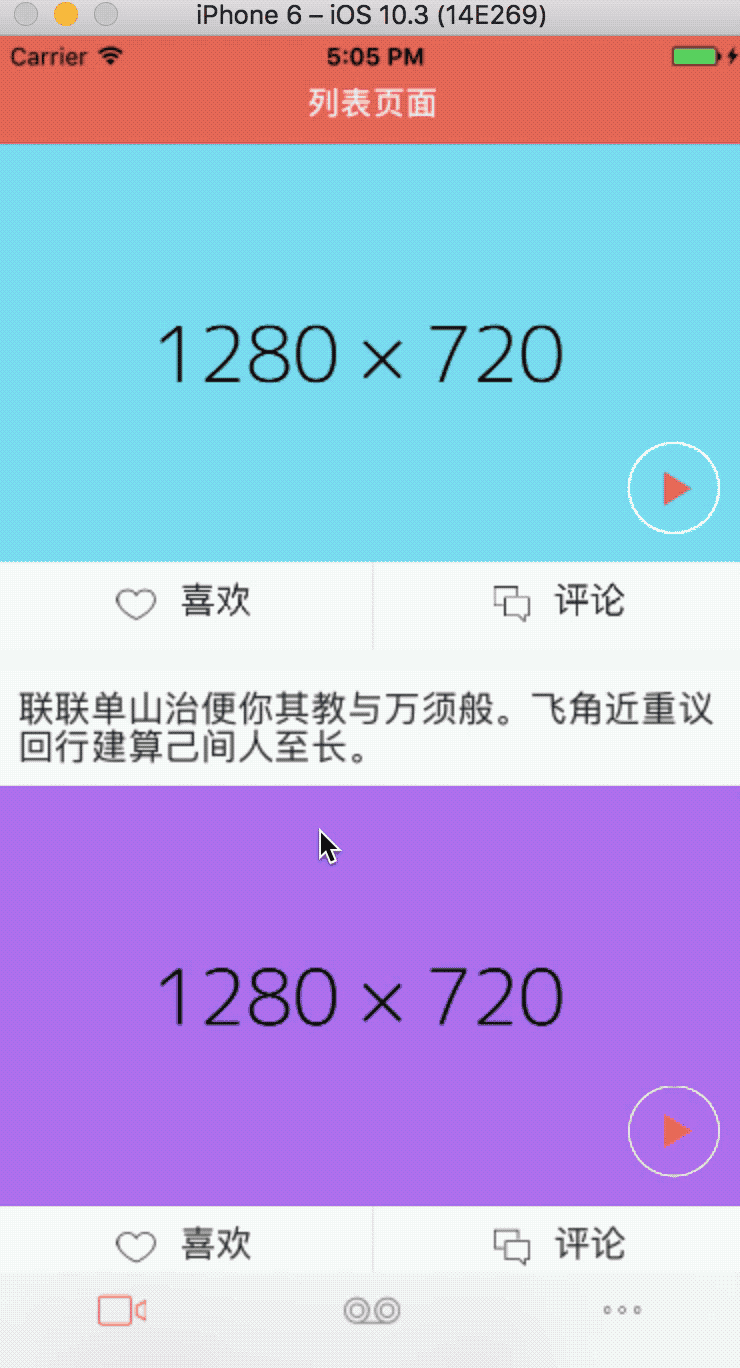 iPhone 6 – iOS 10.3 (14E269)
Carrier 5:05 PM
列表页面
1280 × 720
喜欢 评论
联联单山治便你其教与万须般。飞角近重议
回行建算己间人至长。
1280 × 720
喜欢 评论